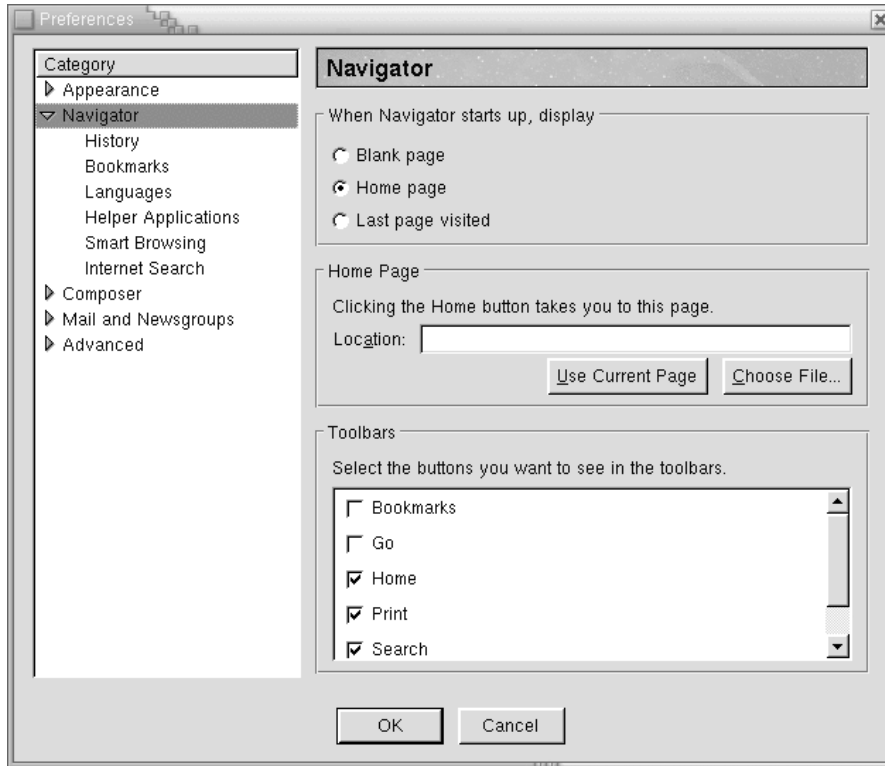 Preferences
Category
Appearance
Navigator
History
Bookmarks
Languages
Helper Applications
Smart Browsing
Internet Search
Composer
Mail and Newsgroups
Advanced
Navigator
When Navigator starts up, display
Blank page
Home page
Last page visited
Home Page
Clicking the Home button takes you to this page.
Location:
Use Current Page Choose File...
Toolbars
Select the buttons you want to see in the toolbars.
Bookmarks
Go
Home
Print
Search
OK Cancel